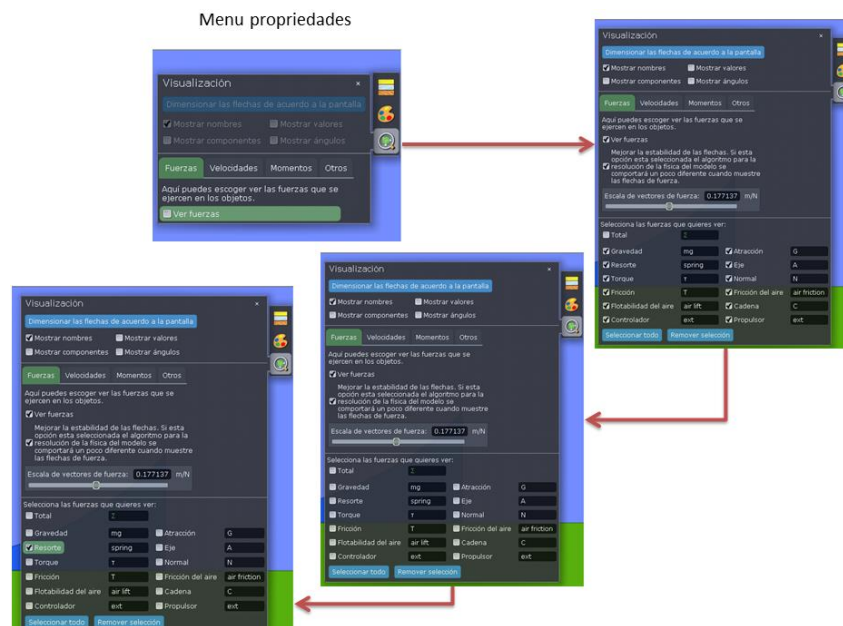 Menu propriedades
Visualización ×
Dimensionar las flechas de acuerdo a la pantalla
Mostrar nombres Mostrar valores
Mostrar componentes Mostrar ángulos
Fuerzas Velocidades Momentos Otros
Aquí puedes escoger ver las fuerzas que se
ejercen en los objetos.
Ver fuerzas
Visualización ×
Dimensionar las flechas de acuerdo a la pantalla
Mostrar nombres Mostrar valores
Mostrar componentes Mostrar ángulos
Fuerzas Velocidades Momentos Otros
Aquí puedes escoger ver las fuerzas que se
ejercen en los objetos.
Ver fuerzas
Mejorar la estabilidad de las flechas. Si esta
opción esta seleccionada el algoritmo para la
resolución de la física del modelo se
comportará un poco diferente cuando muestre
las flechas de fuerza.
Escala de vectores de fuerza: 0.177137 m/N
Selecciona las fuerzas que quieres ver:
Total Σ
Gravedad mg Atracción G
Resorte spring Eje A
Torque τ Normal N
Fricción T Fricción del aire air friction
Flotabilidad del aire air lift Cadena C
Controlador ext Propulsor ext
Seleccionar todo Remover selección
Visualización ×
Dimensionar las flechas de acuerdo a la pantalla
Mostrar nombres Mostrar valores
Mostrar componentes Mostrar ángulos
Fuerzas Velocidades Momentos Otros
Aquí puedes escoger ver las fuerzas que se
ejercen en los objetos.
Ver fuerzas
Mejorar la estabilidad de las flechas. Si esta
opción esta seleccionada el algoritmo para la
resolución de la física del modelo se
comportará un poco diferente cuando muestre
las flechas de fuerza.
Escala de vectores de fuerza: 0.177137 m/N
Selecciona las fuerzas que quieres ver:
Total Σ
Gravedad mg Atracción G
Resorte spring Eje A
Torque τ Normal N
Fricción T Fricción del aire air friction
Flotabilidad del aire air lift Cadena C
Controlador ext Propulsor ext
Seleccionar todo Remover selección
Visualización ×
Dimensionar las flechas de acuerdo a la pantalla
Mostrar nombres Mostrar valores
Mostrar componentes Mostrar ángulos
Fuerzas Velocidades Momentos Otros
Aquí puedes escoger ver las fuerzas que se
ejercen en los objetos.
Ver fuerzas
Mejorar la estabilidad de las flechas. Si esta
opción esta seleccionada el algoritmo para la
resolución de la física del modelo se
comportará un poco diferente cuando muestre
las flechas de fuerza.
Escala de vectores de fuerza: 0.177137 m/N
Selecciona las fuerzas que quieres ver:
Total Σ
Gravedad mg Atracción G
Resorte spring Eje A
Torque τ Normal N
Fricción T Fricción del aire air friction
Flotabilidad del aire air lift Cadena C
Controlador ext Propulsor ext
Seleccionar todo Remover selección